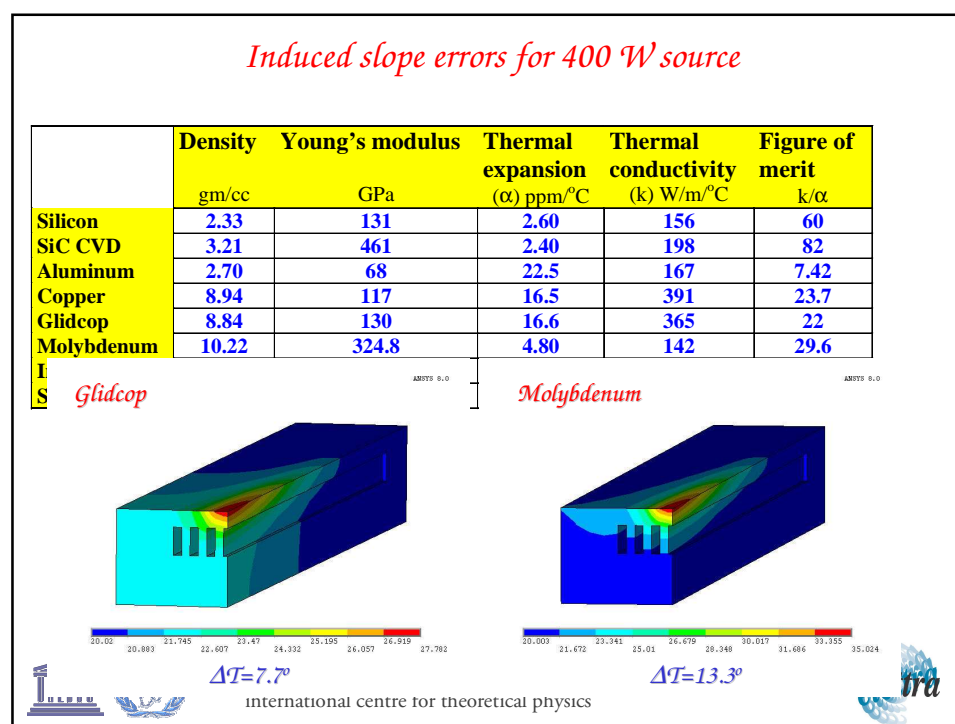 Induced slope errors for 400 W source
Density Young's modulus Thermal expansion Thermal conductivity Figure of merit
gm/cc GPa (α) ppm/°C (k) W/m/°C k/α
Silicon 2.33 131 2.60 156 60
SiC CVD 3.21 461 2.40 198 82
Aluminum 2.70 68 22.5 167 7.42
Copper 8.94 117 16.5 391 23.7
Glidcop 8.84 130 16.6 365 22
Molybdenum 10.22 324.8 4.80 142 29.6
ANSYS 8.0
ANSYS 8.0
Glidcop
Molybdenum
20.02 21.745 23.47 25.195 26.919
20.883 22.607 24.332 26.057 27.782
20.003 23.341 26.679 30.017 33.355
21.672 25.01 28.348 31.686 35.024
ΔT=7.7°
ΔT=13.3°
international centre for theoretical physics